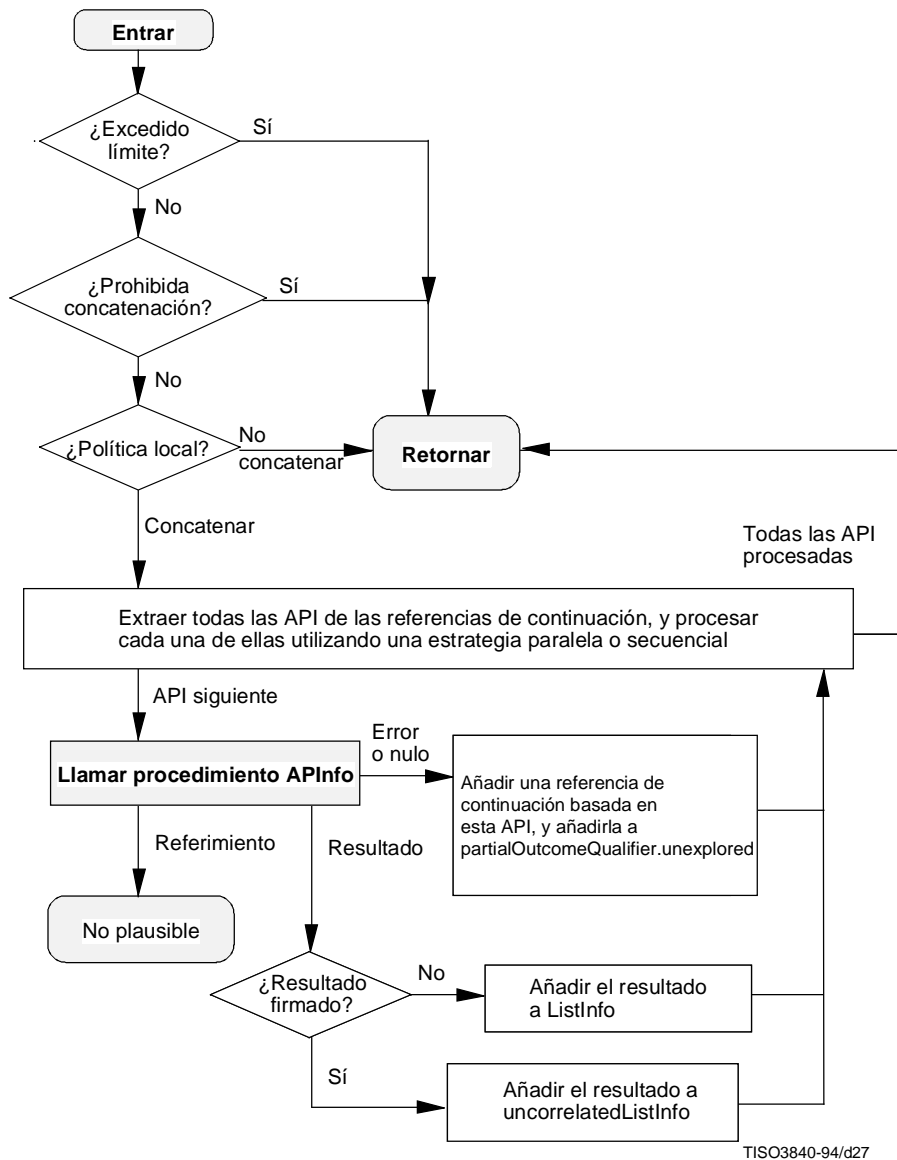 Entrar
¿Excedido
límite?
Sí
No
¿Prohibida
concatenación?
Sí
No
¿Política local?
No
concatenar
Retornar
Concatenar
Todas las API
procesadas
Extraer todas las API de las referencias de continuación, y procesar
cada una de ellas utilizando una estrategia paralela o secuencial
API siguiente
Error
o nulo
Llamar procedimiento APInfo
Añadir una referencia de
continuación basada en
esta API, y añadirla a
partialOutcomeQualifier.unexplored
Referimiento
Resultado
No plausible
¿Resultado
firmado?
No
Añadir el resultado
a ListInfo
Sí
Añadir el resultado a
uncorrelatedListInfo
TISO3840-94/d27